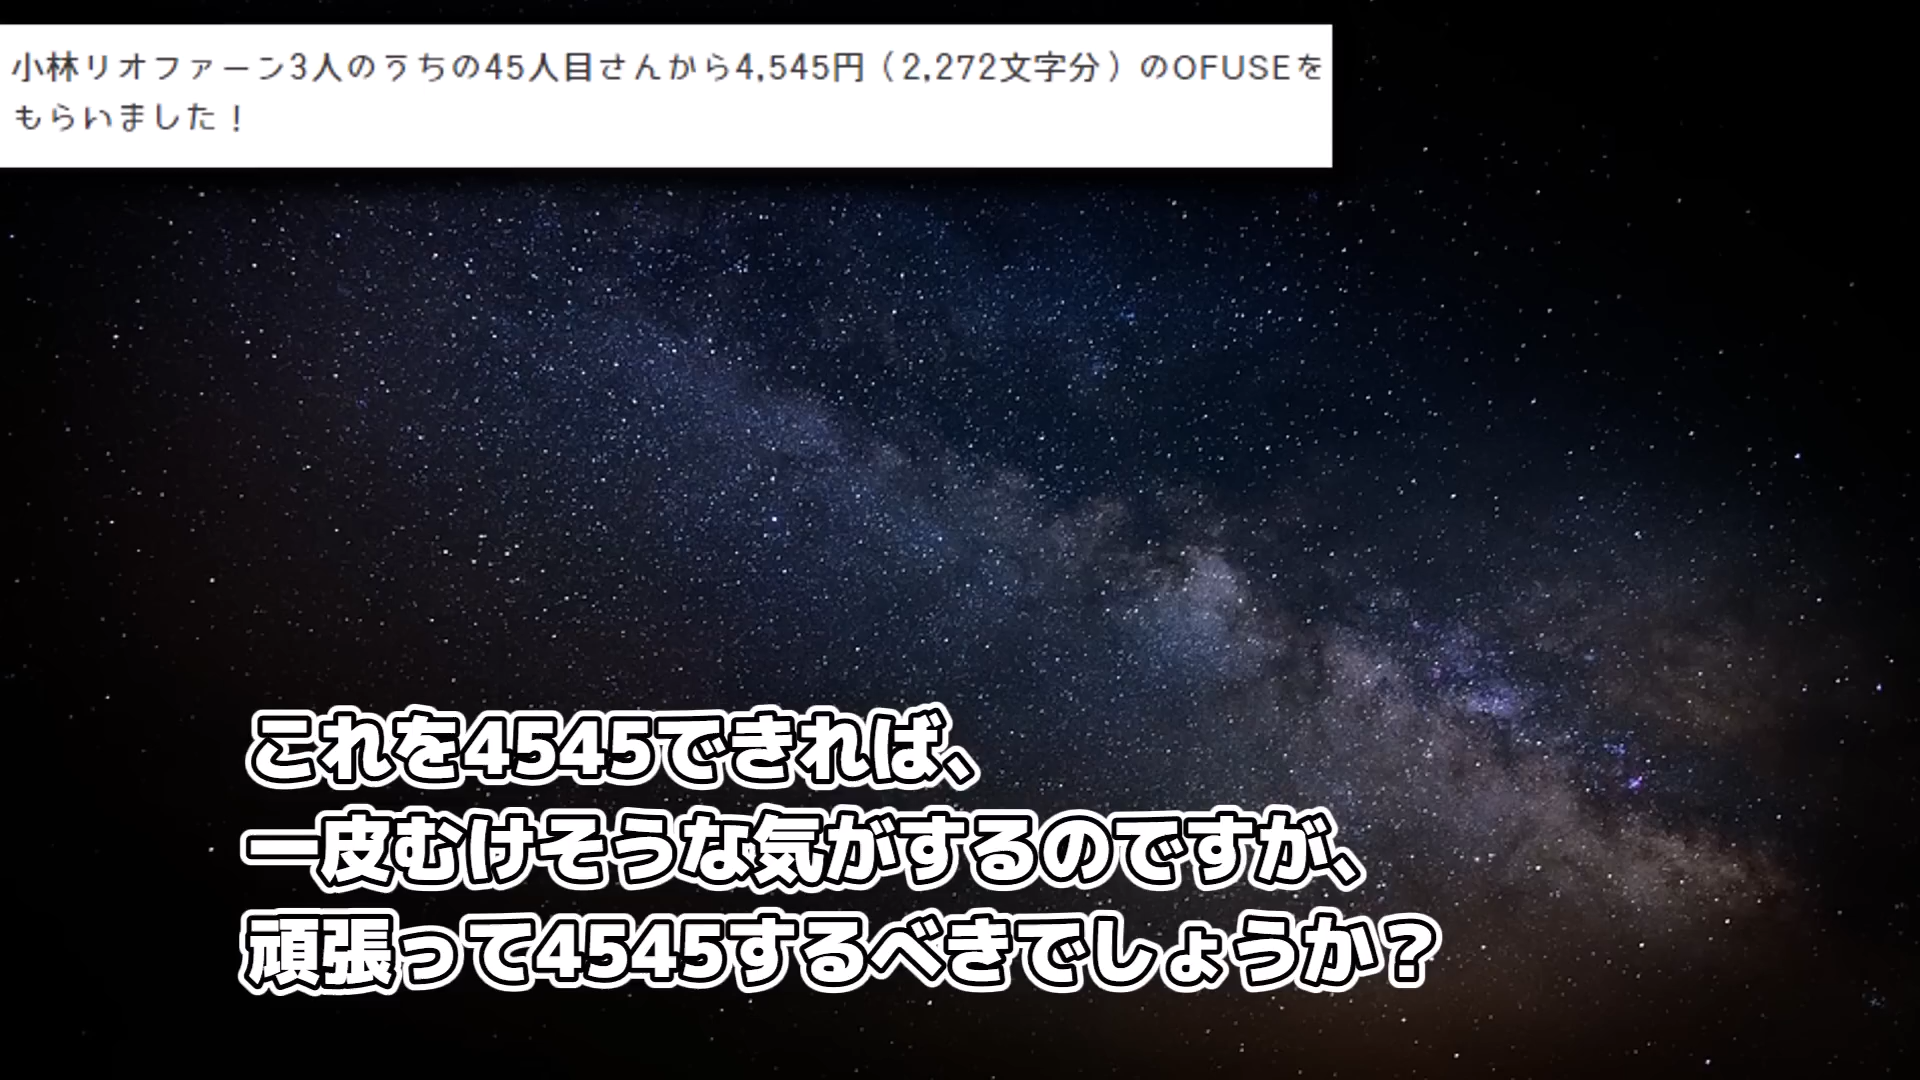 小林リオファーン3人のうちの45人目さんから4,545円（2,272文字分）のOFUSEを
もらいました！
これを4545できれば、
一皮むけそうな気がするのですが、
頑張って4545するべきでしょうか？